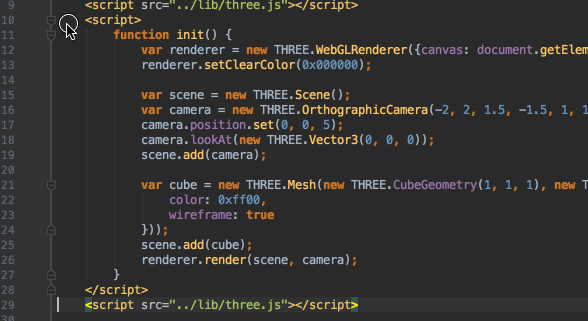 9 <script src="../lib/three.js"></script>
10 <script>
11 function init() {
12 var renderer = new THREE.WebGLRenderer({canvas: document.getElem
13 renderer.setClearColor(0x000000);
14
15 var scene = new THREE.Scene();
16 var camera = new THREE.OrthographicCamera(-2, 2, 1.5, -1.5, 1, 1
17 camera.position.set(0, 0, 5);
18 camera.lookAt(new THREE.Vector3(0, 0, 0));
19 scene.add(camera);
20
21 var cube = new THREE.Mesh(new THREE.CubeGeometry(1, 1, 1), new T
22 color: 0xff00,
23 wireframe: true
24 }));
25 scene.add(cube);
26 renderer.render(scene, camera);
27 }
28 </script>
29 <script src="../lib/three.js"></script>
30